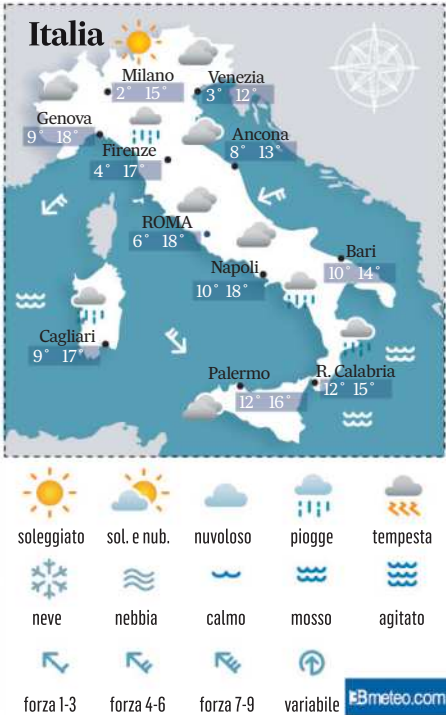 Italia
Milano
2° 15°
Venezia
3° 12°
Genova
9° 18°
Firenze
4° 17°
Ancona
8° 13°
ROMA
6° 18°
Napoli
10° 18°
Bari
10° 14°
Cagliari
9° 17°
Palermo
12° 16°
R. Calabria
12° 15°
soleggiato sol. e nub. nuvoloso piogge tempesta
neve nebbia calmo mosso agitato
forza 1-3 forza 4-6 forza 7-9 variabile
3Bmeteo.com